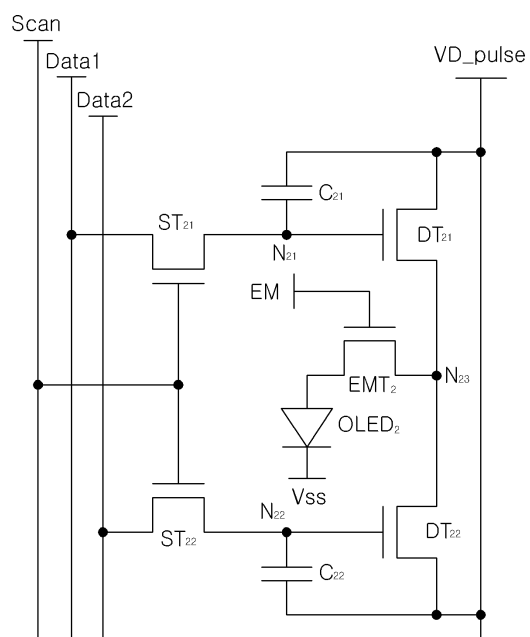 Scan
Data1
VD_pulse
Data2
C21
ST21
DT21
N21
EM
N23
EMT2
OLED2
Vss
N22
DT22
ST22
C22